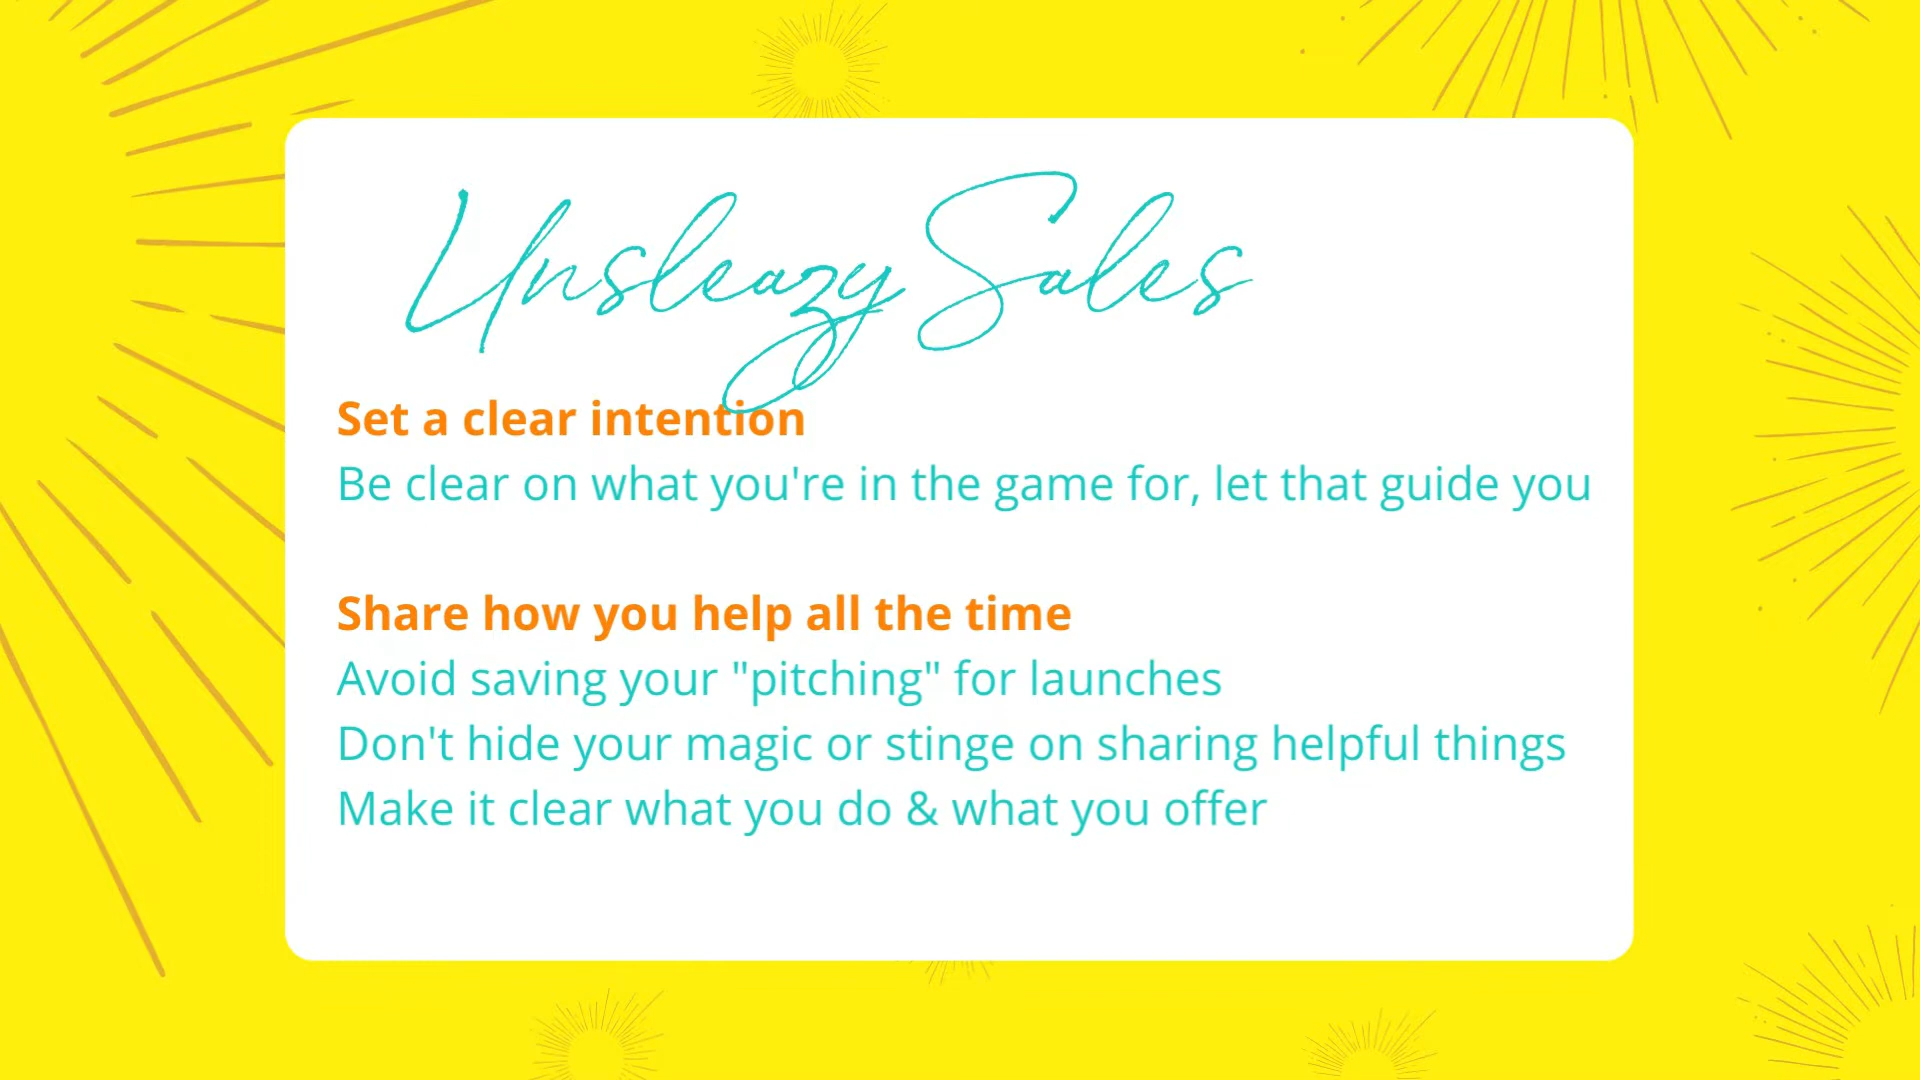 Unsleazy Sales
Set a clear intention
Be clear on what you're in the game for, let that guide you
Share how you help all the time
Avoid saving your "pitching" for launches
Don't hide your magic or stinge on sharing helpful things
Make it clear what you do & what you offer